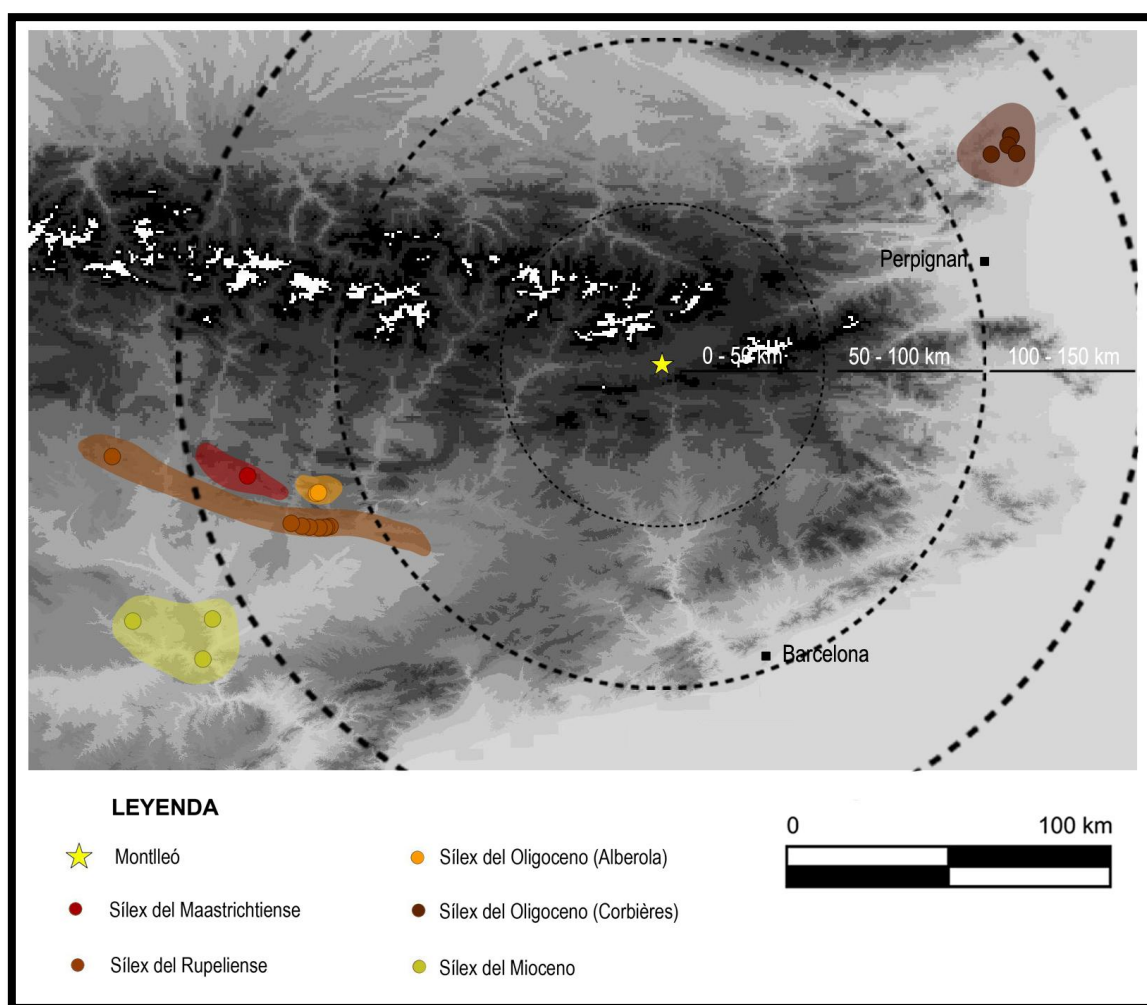 Perpignan
0 - 50 km
50 - 100 km
100 - 150 km
Barcelona
LEYENDA
Montlleó
Sílex del Maastrichtiense
Sílex del Rupeliense
Sílex del Oligoceno (Alberola)
Sílex del Oligoceno (Corbières)
Sílex del Mioceno
0
100 km